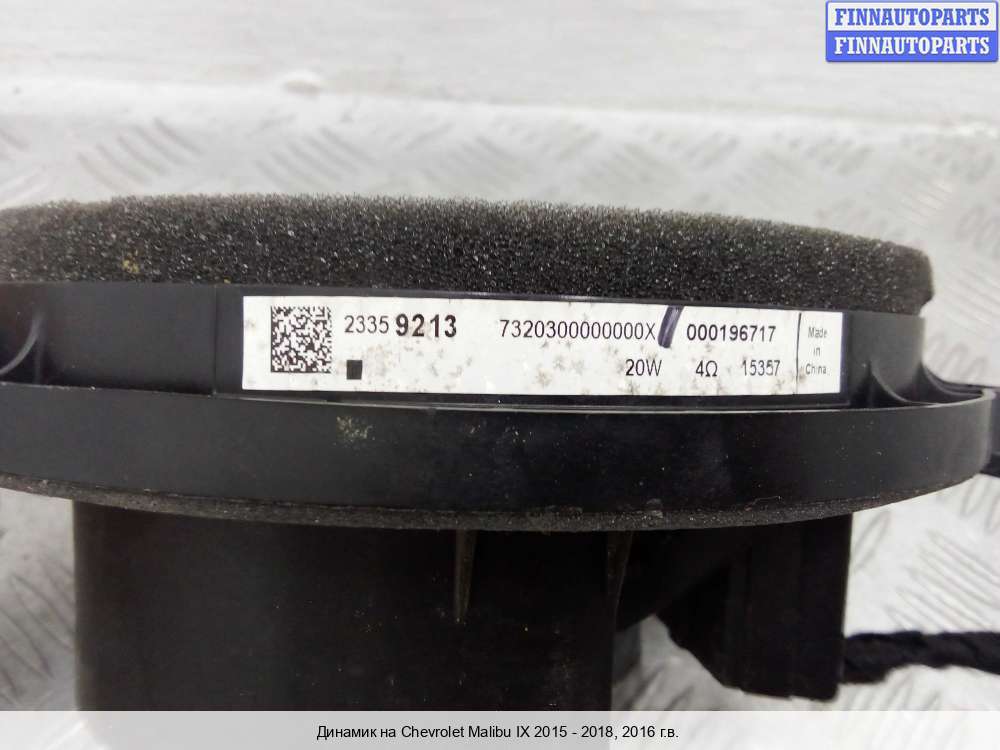 FINNAUTOPARTS
FINNAUTOPARTS
2335 9213 7320300000000X 000196717 Made
in
20W 4Ω 15357 China
Динамик на Chevrolet Malibu IX 2015 - 2018, 2016 г.в.